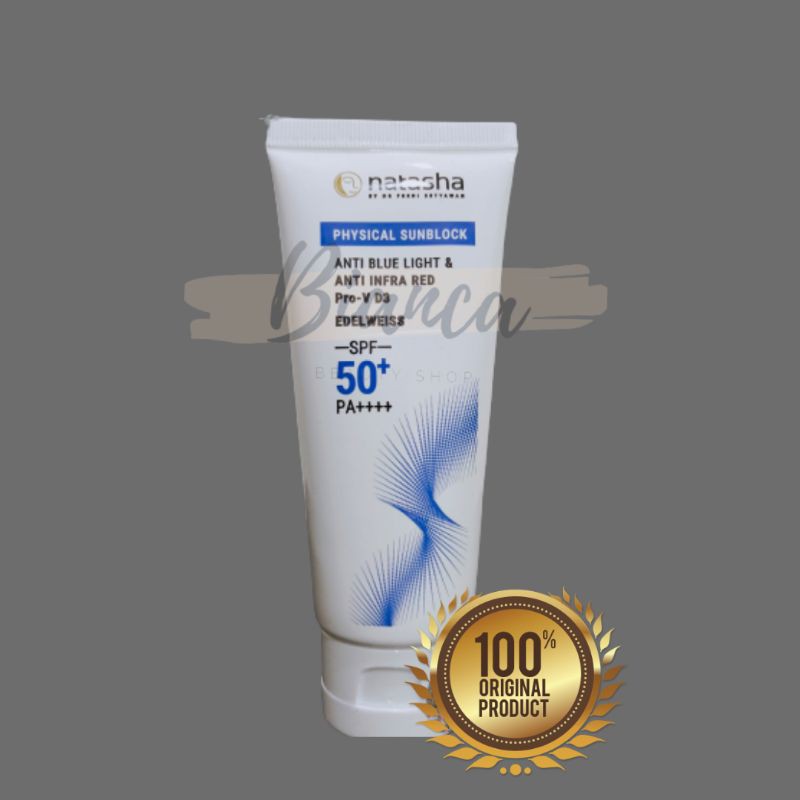 natasha
BY DR FREDI SETYAWAN
PHYSICAL SUNBLOCK
ANTI BLUE LIGHT &
ANTI INFRA RED
Pro-V D3
EDELWEISS
Bianca
—SPF—
50+
BEAUTY SHOP
PA++++
100%
ORIGINAL
PRODUCT